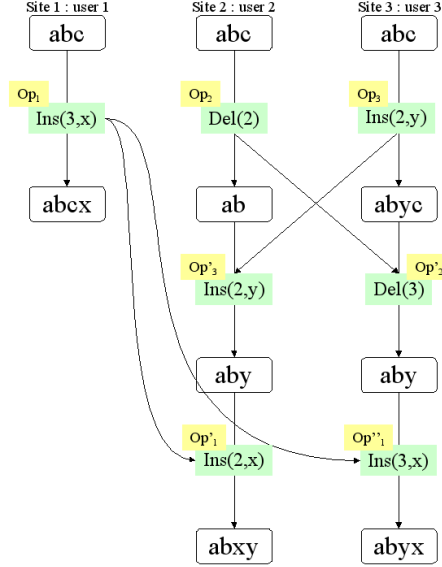 Site 1 : user 1
Site 2 : user 2
Site 3 : user 3
abc
abc
abc
Op₁
Op₂
Op₃
Ins(3,x)
Del(2)
Ins(2,y)
abcx
ab
abyc
Op'₃
Op'₂
Ins(2,y)
Del(3)
aby
aby
Op'₁
Op''₁
Ins(2,x)
Ins(3,x)
abxy
abyx